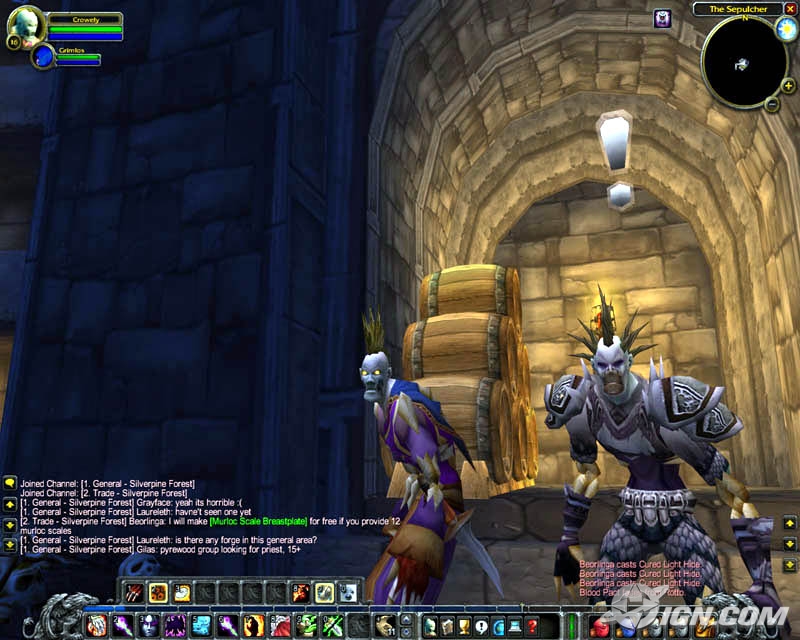 Crowely
16
Grimlos
The Sepulcher
N
Joined Channel: [1. General - Silverpine Forest]
Joined Channel: [2. Trade - Silverpine Forest]
[1. General - Silverpine Forest] Grayface: yeah its horrible :(
[1. General - Silverpine Forest] Laureleth: havne't seen one yet
[2. Trade - Silverpine Forest] Beorlinga: I will make [Murloc Scale Breastplate] for free if you provide 12
murloc scales
[1. General - Silverpine Forest] Laureleth: is there any forge in this general area?
[1. General - Silverpine Forest] Gilas: pyrewood group looking for priest, 15+
Beorlinga casts Cured Light Hide.
Beorlinga casts Cured Light Hide.
Beorlinga casts Cured Light Hide.
Blood Pact
IGN.COM